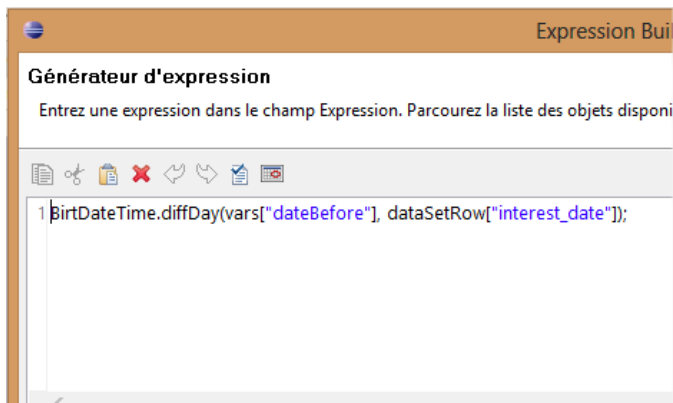 Expression Bui
Générateur d'expression
Entrez une expression dans le champ Expression. Parcourez la liste des objets disponi
1 BirtDateTime.diffDay(vars["dateBefore"], dataSetRow["interest_date"]);